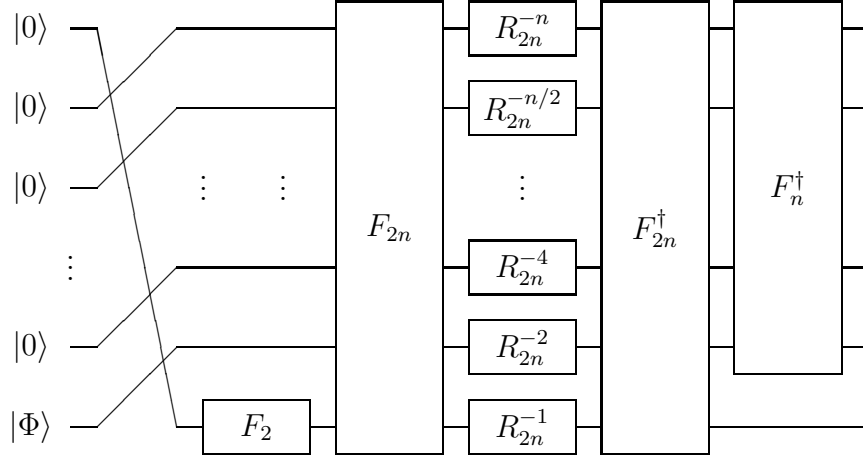 |0⟩ R_{2n}^{-n}
|0⟩ R_{2n}^{-n/2}
|0⟩ ⋮ ⋮ ⋮ F_n^†
F_{2n} F_{2n}^†
⋮ R_{2n}^{-4}
|0⟩ R_{2n}^{-2}
|Φ⟩ F_2 R_{2n}^{-1}